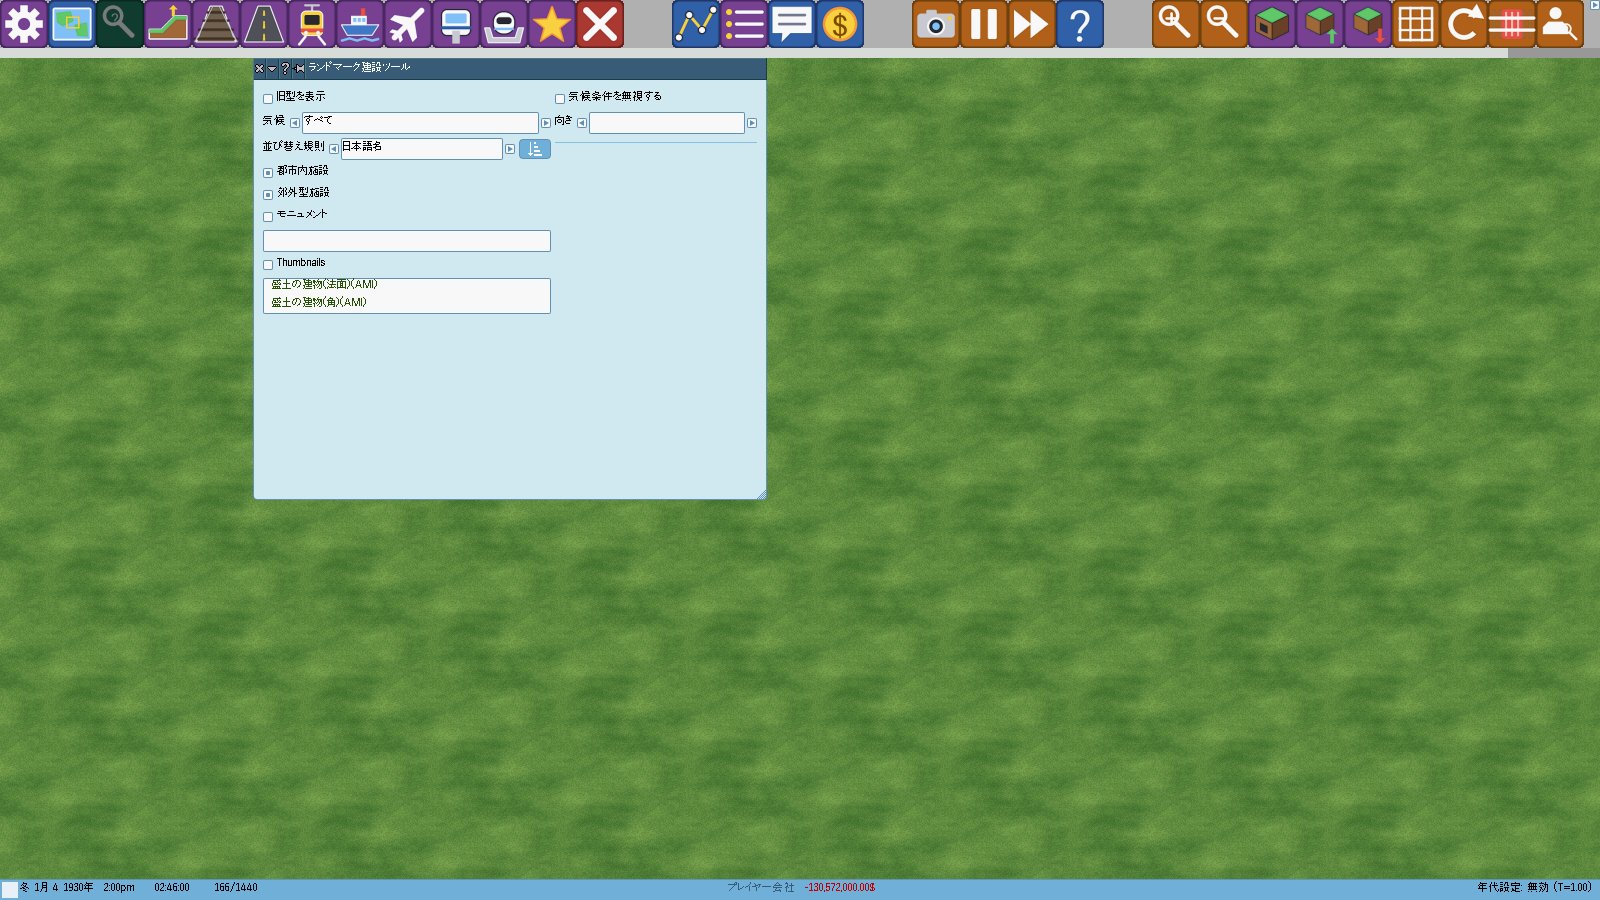 ランドマーク建設ツール
旧型を表示
気候条件を無視する
気候 すべて
向き
並び替え規則 日本語名
都市内施設
郊外型施設
モニュメント
Thumbnails
盛土の建物(法面)(AMI)
盛土の建物(角)(AMI)
冬 1月 4 1930年 2:00pm 02:46:00 166/1440 プレイヤー会社 -130,572,000.00$ 年代設定: 無効 (T=1.00)